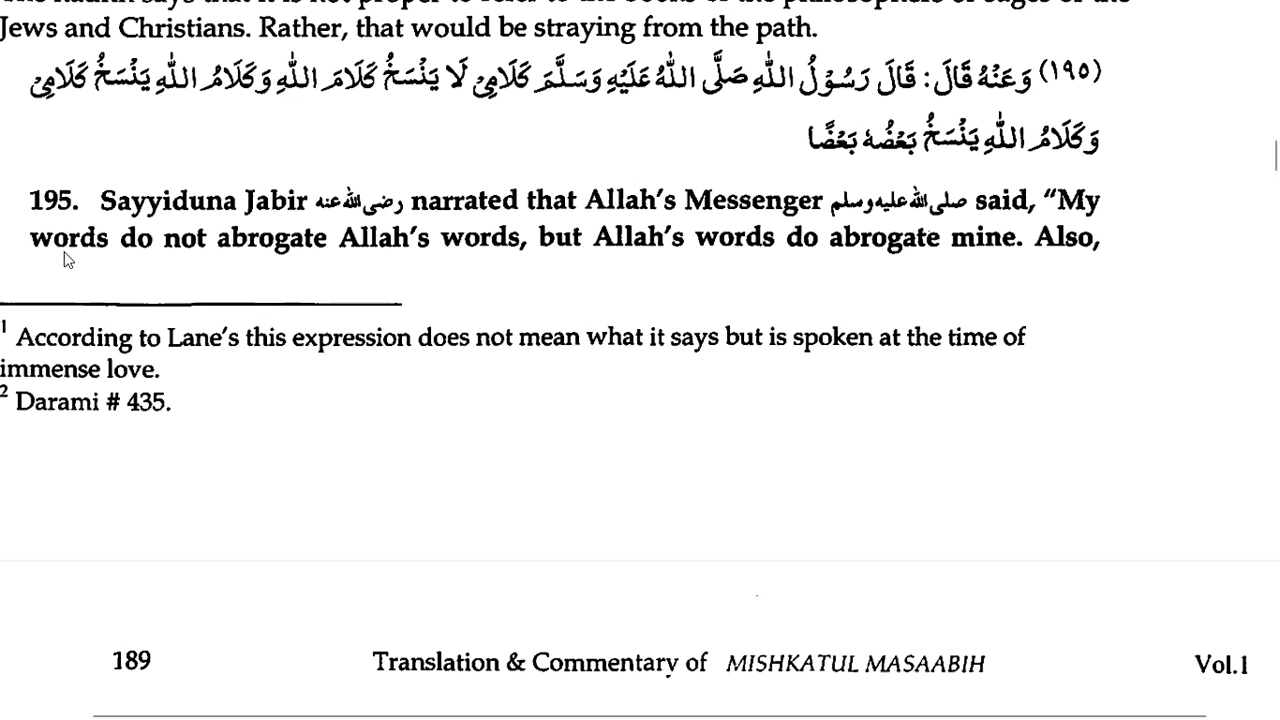 Jews and Christians. Rather, that would be straying from the path.
(١٩٥) وَعَنْهُ قَالَ: قَالَ رَسُوْلُ اللّٰهِ صَلَّى اللّٰهُ عَلَيْهِ وَسَلَّمَ كَلَامِيْ لَا يَنْسَخُ كَلَامَ اللّٰهِ وَكَلَامُ اللّٰهِ يَنْسَخُ كَلَامِيْ
وَكَلَامُ اللّٰهِ يَنْسَخُ بَعْضُهٗ بَعْضًا
195. Sayyiduna Jabir رضی اللہ عنہ narrated that Allah's Messenger صلی اللہ علیہ وسلم said, “My
words do not abrogate Allah's words, but Allah's words do abrogate mine. Also,
1 According to Lane's this expression does not mean what it says but is spoken at the time of
immense love.
2 Darami # 435.
189 Translation & Commentary of MISHKATUL MASAABIH Vol.1